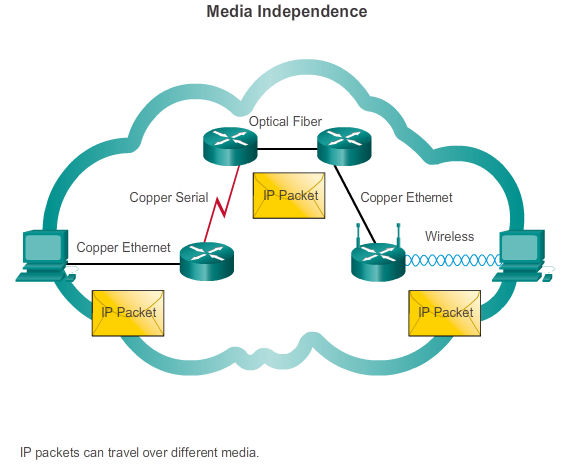 Media Independence
Optical Fiber
Copper Serial
IP Packet
Copper Ethernet
Copper Ethernet
Wireless
IP Packet
IP Packet
IP packets can travel over different media.